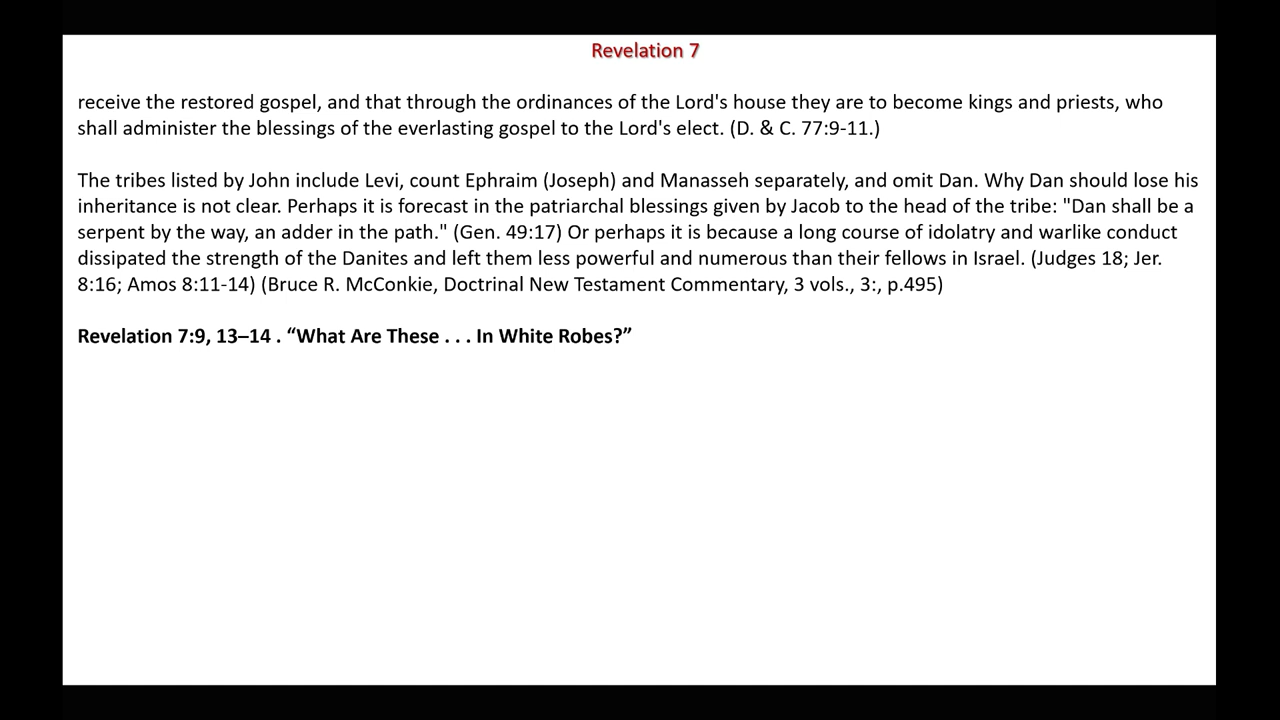 Revelation 7
receive the restored gospel, and that through the ordinances of the Lord's house they are to become kings and priests, who
shall administer the blessings of the everlasting gospel to the Lord's elect. (D. & C. 77:9-11.)
The tribes listed by John include Levi, count Ephraim (Joseph) and Manasseh separately, and omit Dan. Why Dan should lose his
inheritance is not clear. Perhaps it is forecast in the patriarchal blessings given by Jacob to the head of the tribe: "Dan shall be a
serpent by the way, an adder in the path." (Gen. 49:17) Or perhaps it is because a long course of idolatry and warlike conduct
dissipated the strength of the Danites and left them less powerful and numerous than their fellows in Israel. (Judges 18; Jer.
8:16; Amos 8:11-14) (Bruce R. McConkie, Doctrinal New Testament Commentary, 3 vols., 3:, p.495)
Revelation 7:9, 13–14 . “What Are These . . . In White Robes?”